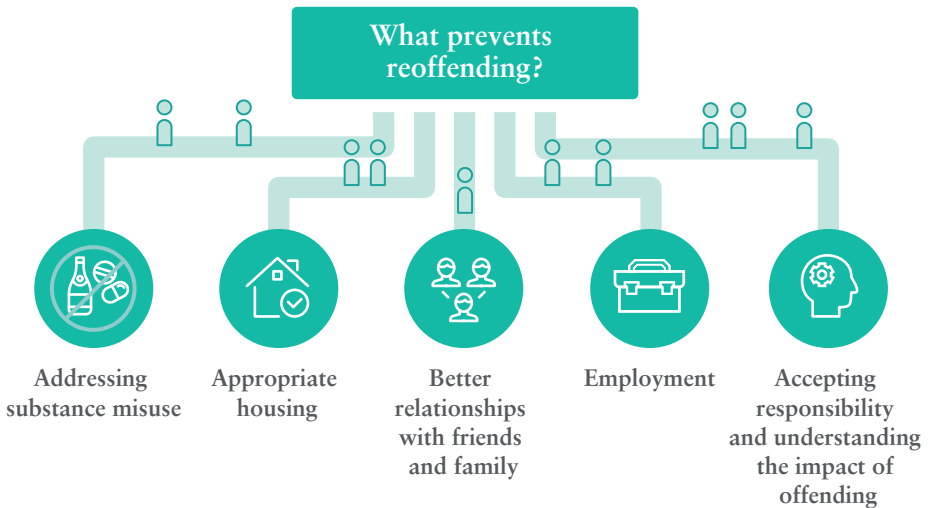 What prevents
reoffending?
Addressing
substance misuse
Appropriate
housing
Better
relationships
with friends
and family
Employment
Accepting
responsibility
and understanding
the impact of
offending